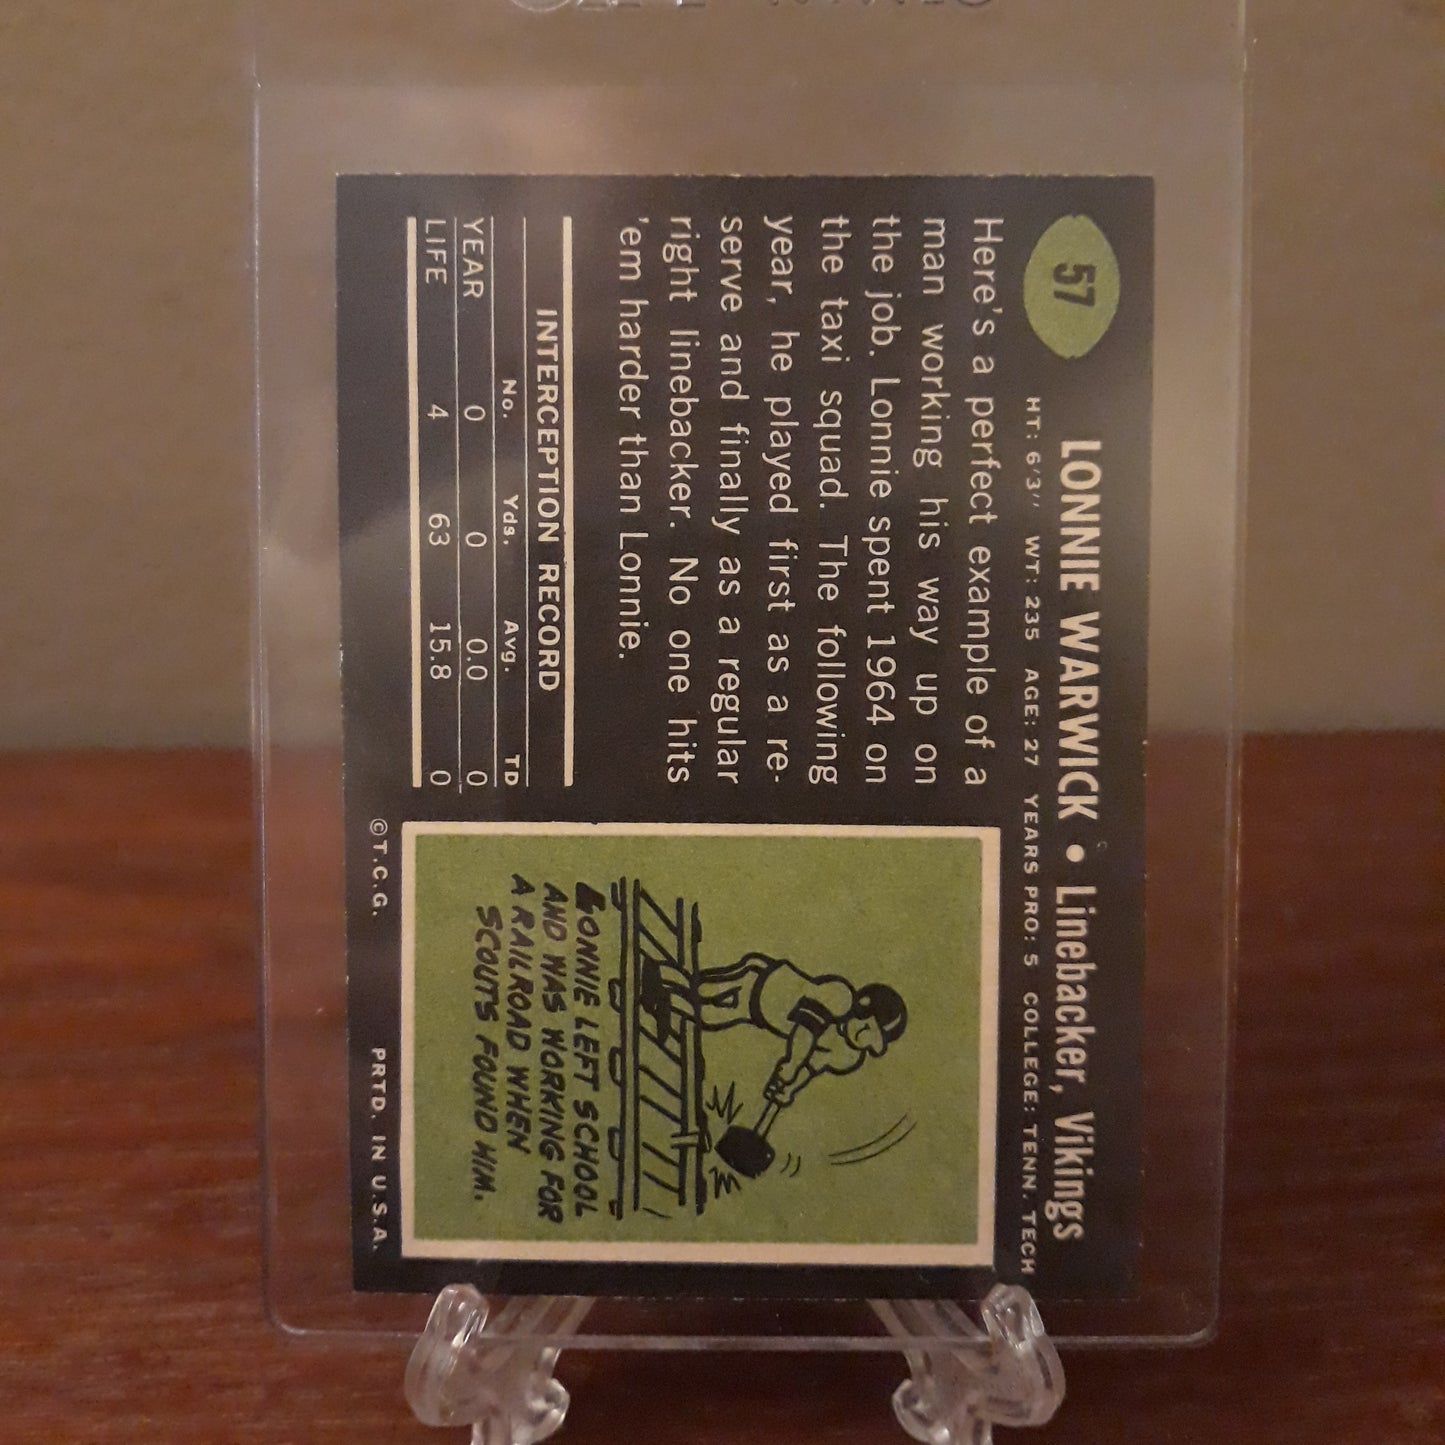 57
LONNIE WARWICK • Linebacker, Vikings
HT: 6'3" WT: 235 AGE: 27 YEARS PRO: 5 COLLEGE: TENN. TECH
Here's a perfect example of a
man working his way up on
the job. Lonnie spent 1964 on
the taxi squad. The following
year, he played first as a re-
serve and finally as a regular
right linebacker. No one hits
'em harder than Lonnie.
INTERCEPTION RECORD
No. Yds. Avg. TD
YEAR 0 0 0.0 0
LIFE 4 63 15.8 0
LONNIE LEFT SCHOOL
AND WAS WORKING FOR
A RAILROAD WHEN
SCOUTS FOUND HIM.
© T.C.G. PRTD. IN U.S.A.